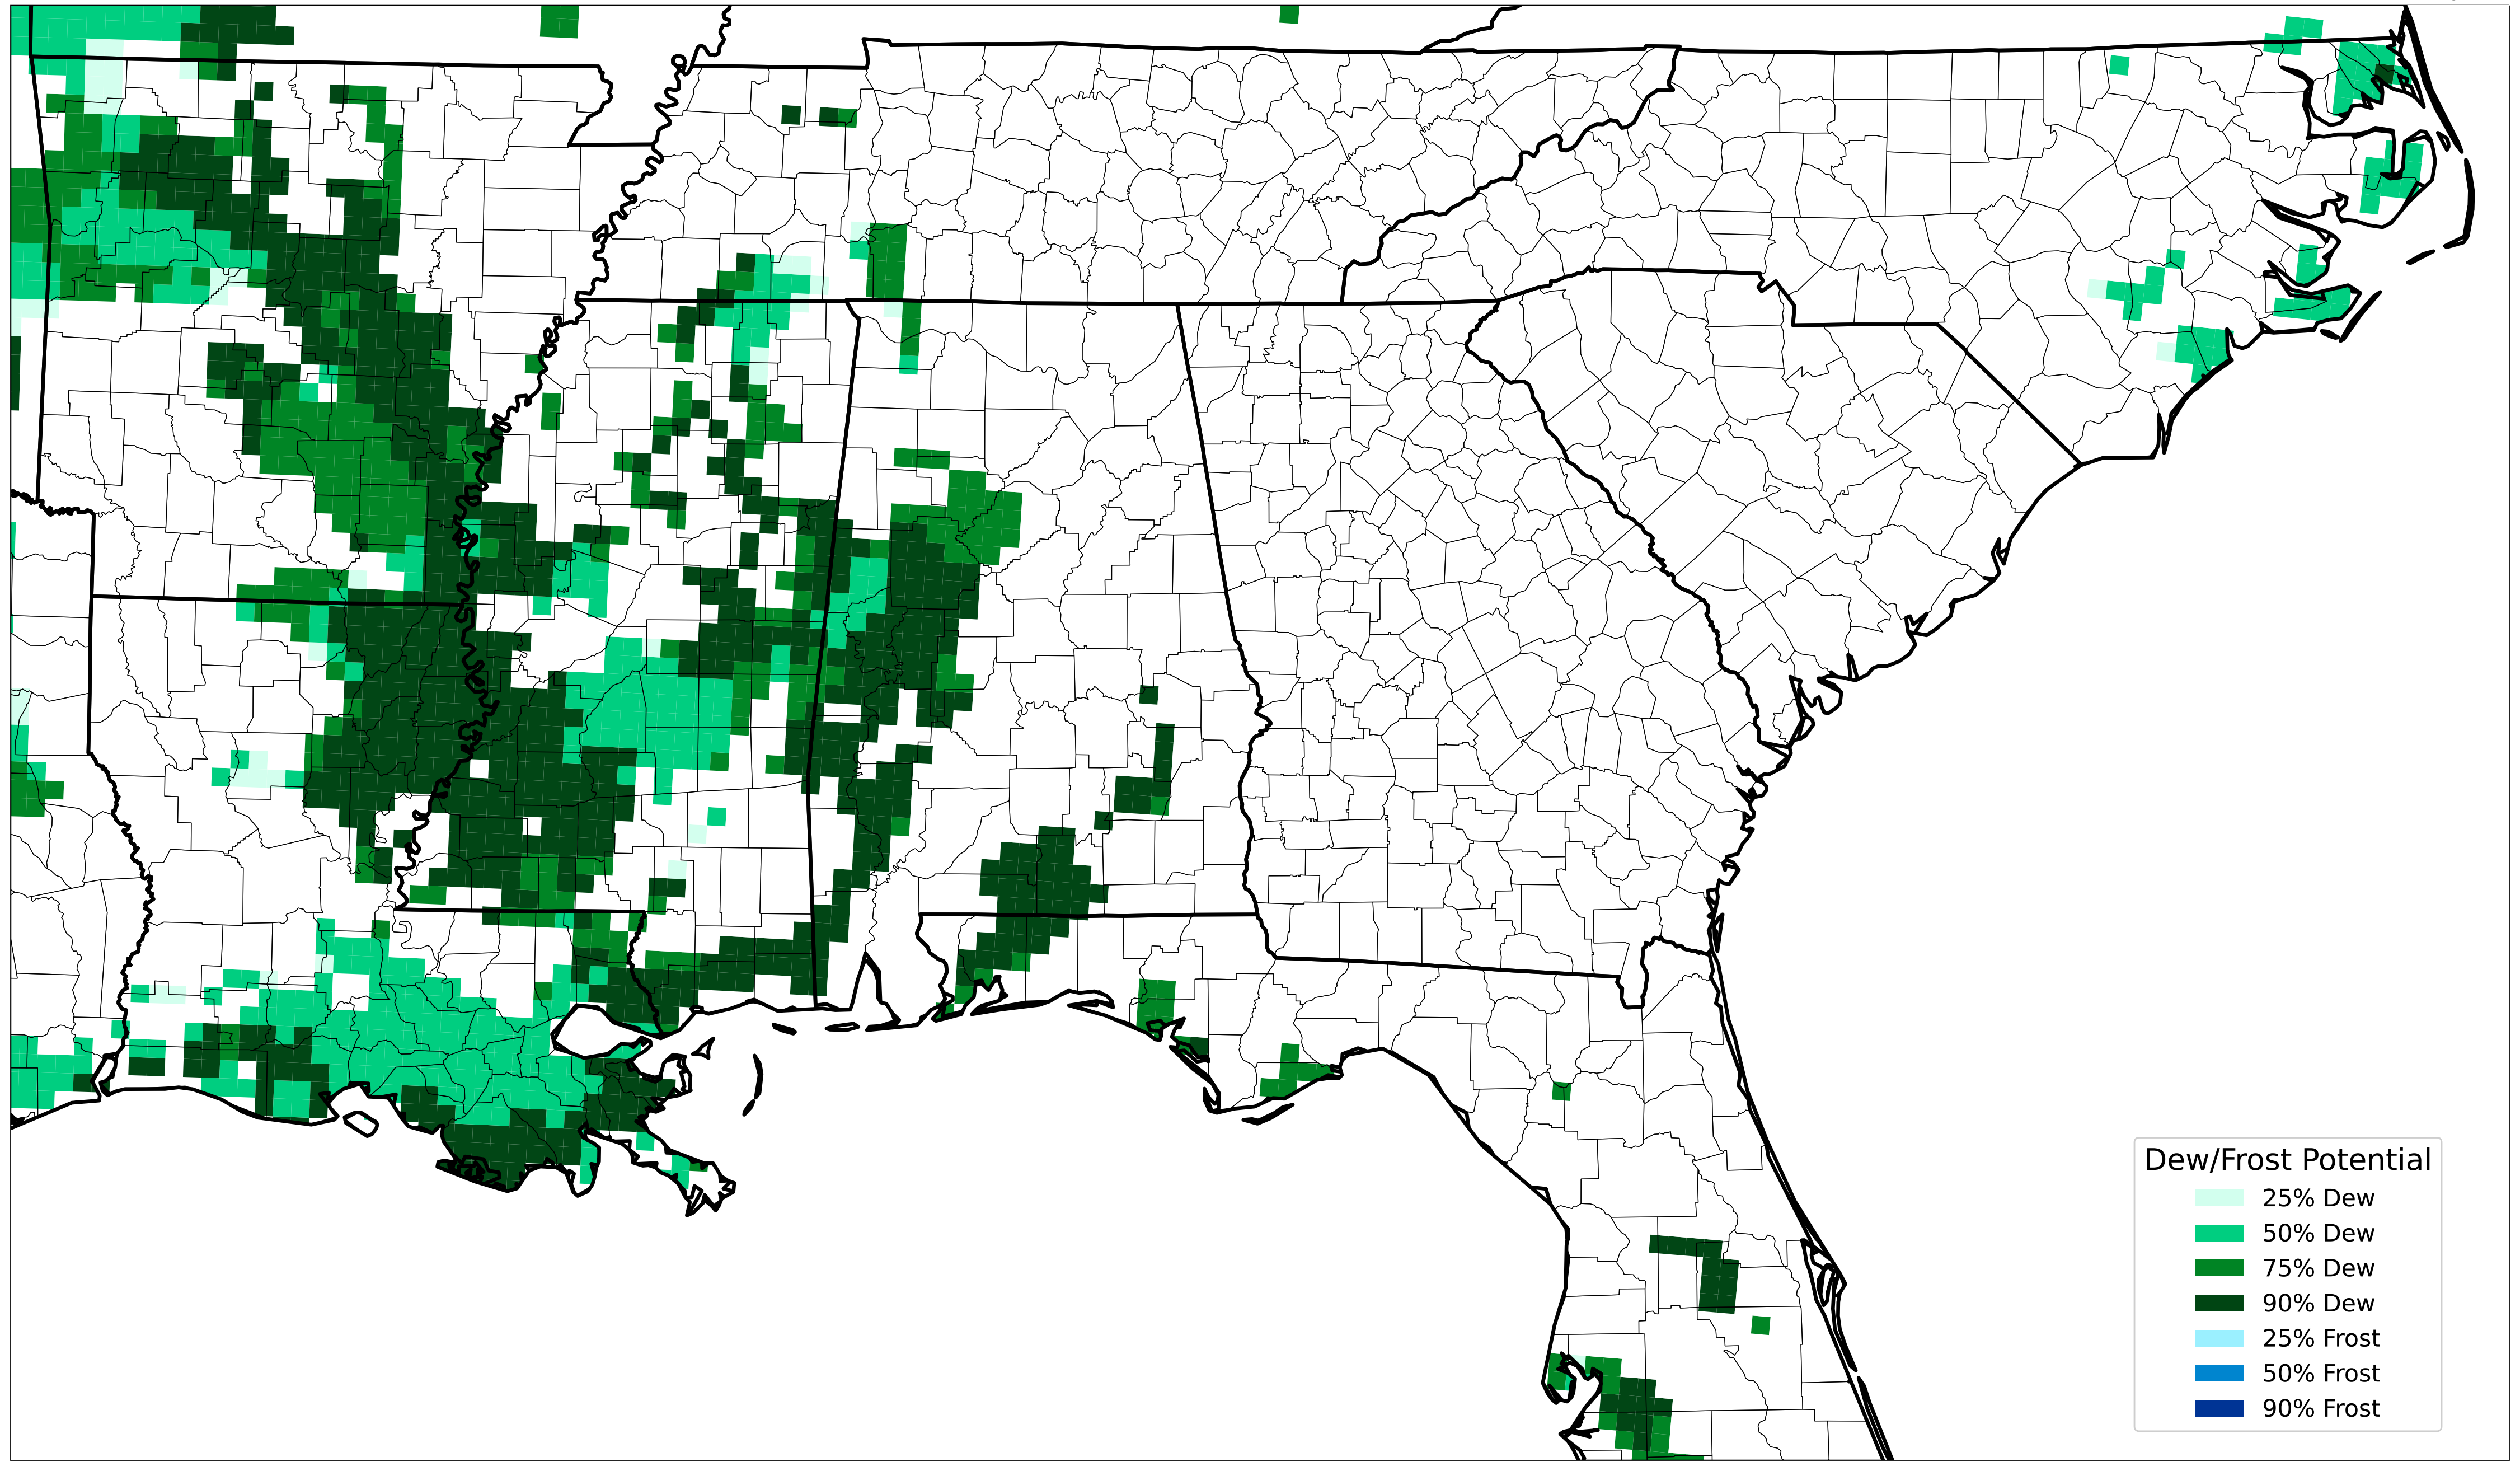 Dew/Frost Potential
25% Dew
50% Dew
75% Dew
90% Dew
25% Frost
50% Frost
90% Frost